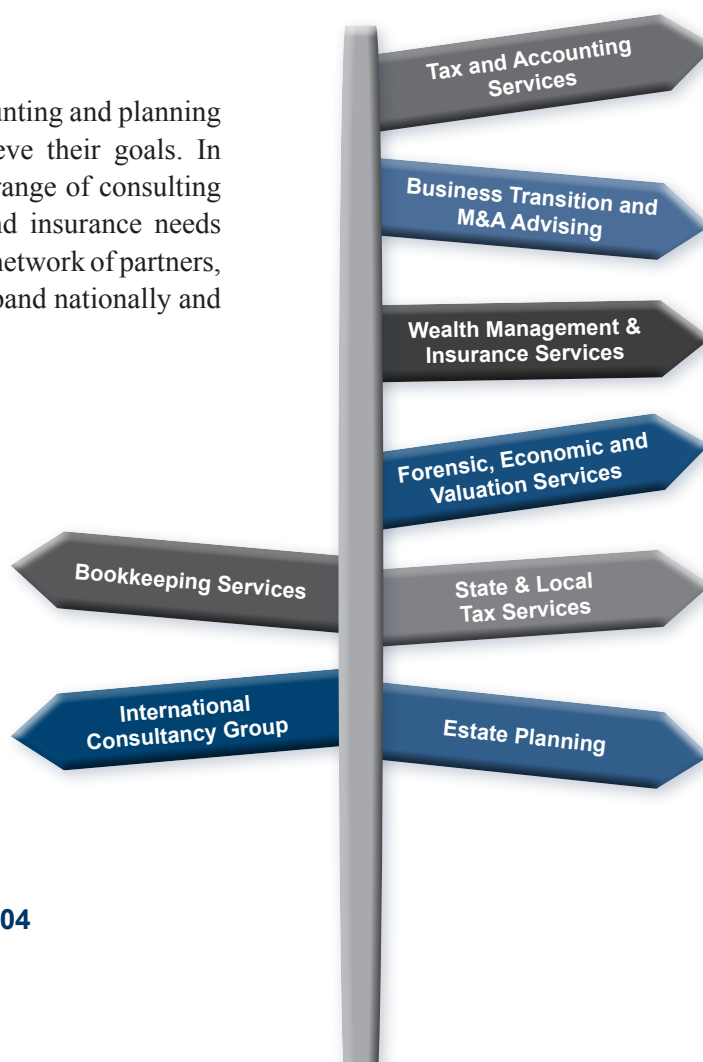 unting and planning
eve their goals. In
range of consulting
nd insurance needs
network of partners,
pand nationally and
Tax and Accounting
Services
Business Transition and
M&A Advising
Wealth Management &
Insurance Services
Forensic, Economic and
Valuation Services
Bookkeeping Services
State & Local
Tax Services
International
Consultancy Group
Estate Planning
04